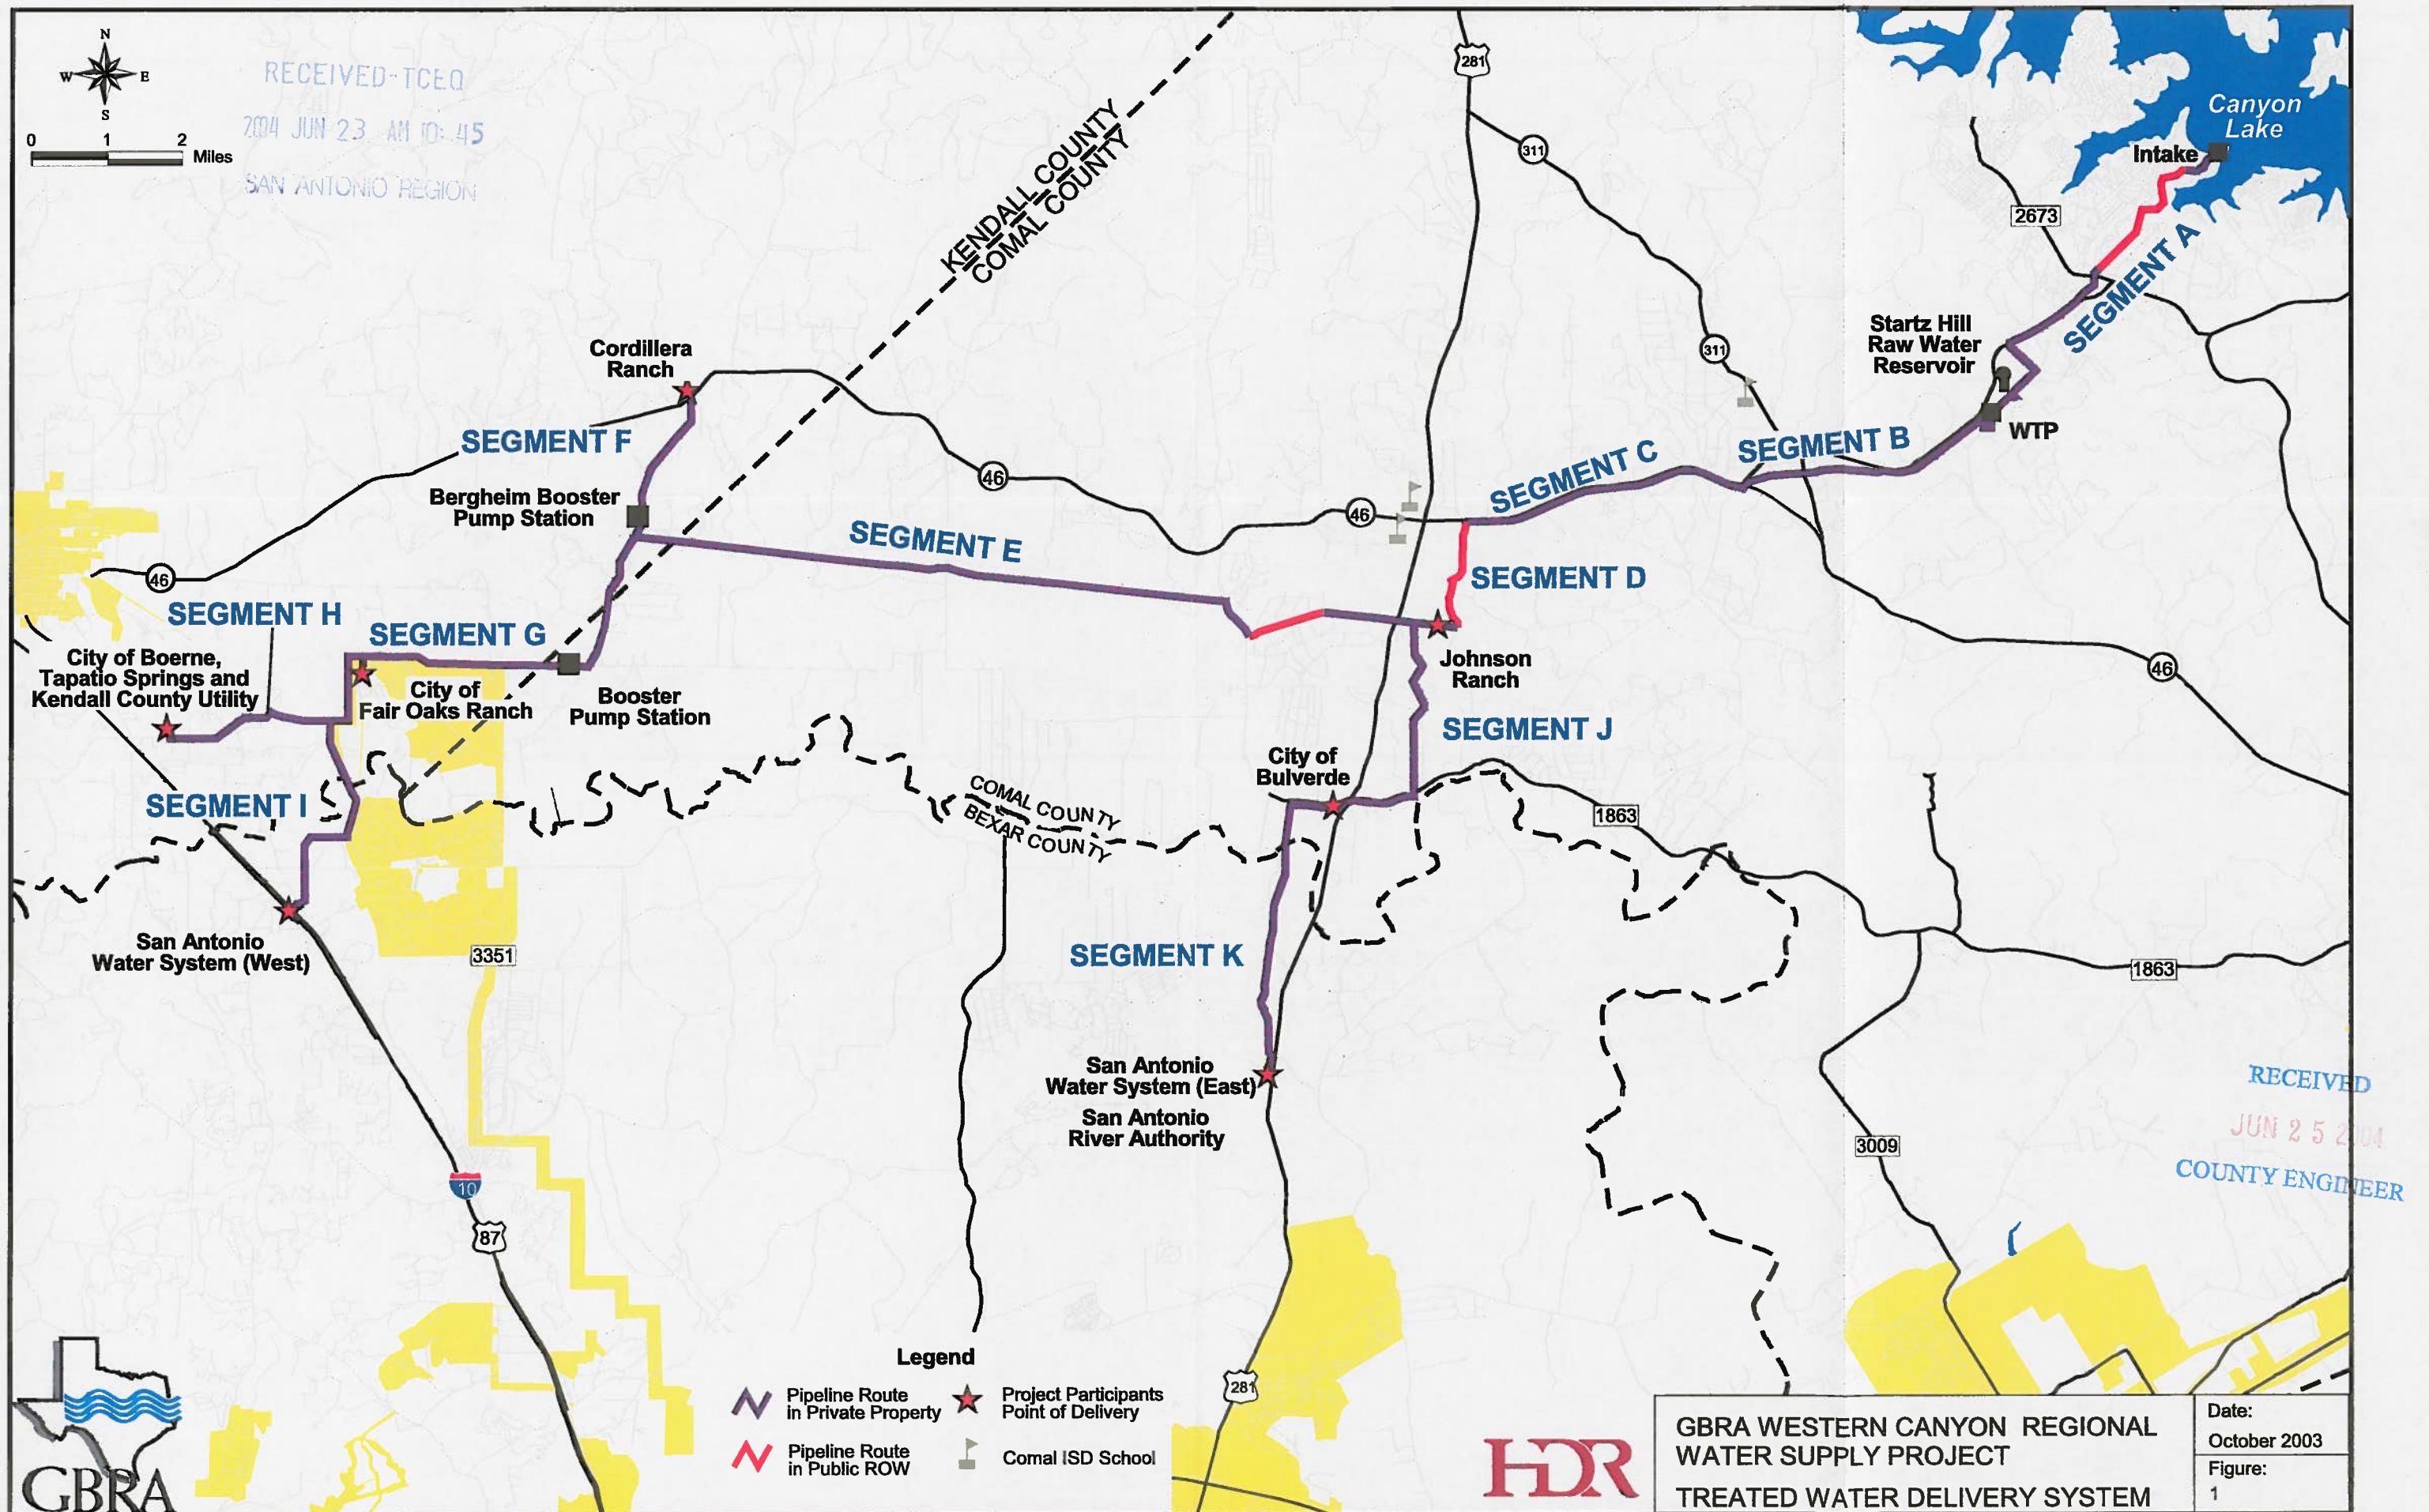 N
W E
S
0 1 2
Miles
RECEIVED-TCEQ
2004 JUN 23 AM 10:45
SAN ANTONIO REGION
KENDALL COUNTY
COMAL COUNTY
281
311
Canyon
Lake
Intake
2673
SEGMENT A
Startz Hill
Raw Water
Reservoir
311
WTP
Cordillera
Ranch
SEGMENT F
46
SEGMENT C
SEGMENT B
Bergheim Booster
Pump Station
46
SEGMENT E
SEGMENT D
46
SEGMENT H
SEGMENT G
City of Boerne,
Tapatio Springs and
Kendall County Utility
City of
Fair Oaks Ranch
Booster
Pump Station
Johnson
Ranch
46
SEGMENT J
City of
Bulverde
SEGMENT I
COMAL COUNTY
BEXAR COUNTY
1863
San Antonio
Water System (West)
3351
SEGMENT K
1863
San Antonio
Water System (East)
San Antonio
River Authority
RECEIVED
JUN 25 2004
COUNTY ENGINEER
3009
10
87
281
Legend
Pipeline Route
in Private Property
Project Participants
Point of Delivery
Pipeline Route
in Public ROW
Comal ISD School
GBRA
HDR
GBRA WESTERN CANYON REGIONAL
WATER SUPPLY PROJECT
TREATED WATER DELIVERY SYSTEM
Date:
October 2003
Figure:
1